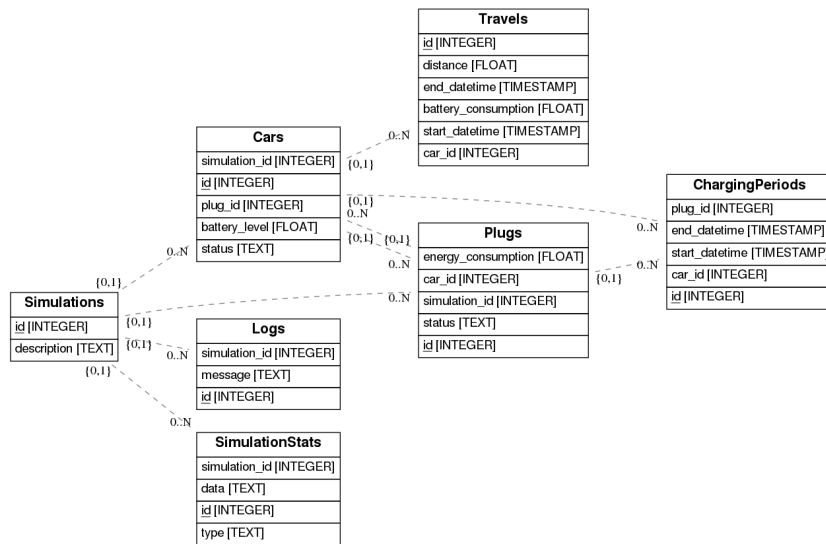 Travels
id [INTEGER]
distance [FLOAT]
end_datetime [TIMESTAMP]
battery_consumption [FLOAT]
start_datetime [TIMESTAMP]
car_id [INTEGER]
0..N
{0,1}
Cars
simulation_id [INTEGER]
id [INTEGER]
plug_id [INTEGER]
battery_level [FLOAT]
status [TEXT]
{0,1}
0..N
{0,1}
{0,1}
0..N
ChargingPeriods
plug_id [INTEGER]
end_datetime [TIMESTAMP]
start_datetime [TIMESTAMP]
car_id [INTEGER]
id [INTEGER]
0..N
0..N
{0,1}
Plugs
energy_consumption [FLOAT]
car_id [INTEGER]
simulation_id [INTEGER]
status [TEXT]
id [INTEGER]
0..N
0..N
{0,1}
Simulations
id [INTEGER]
description [TEXT]
{0,1}
{0,1}
{0,1}
Logs
simulation_id [INTEGER]
message [TEXT]
id [INTEGER]
0..N
0..N
SimulationStats
simulation_id [INTEGER]
data [TEXT]
id [INTEGER]
type [TEXT]